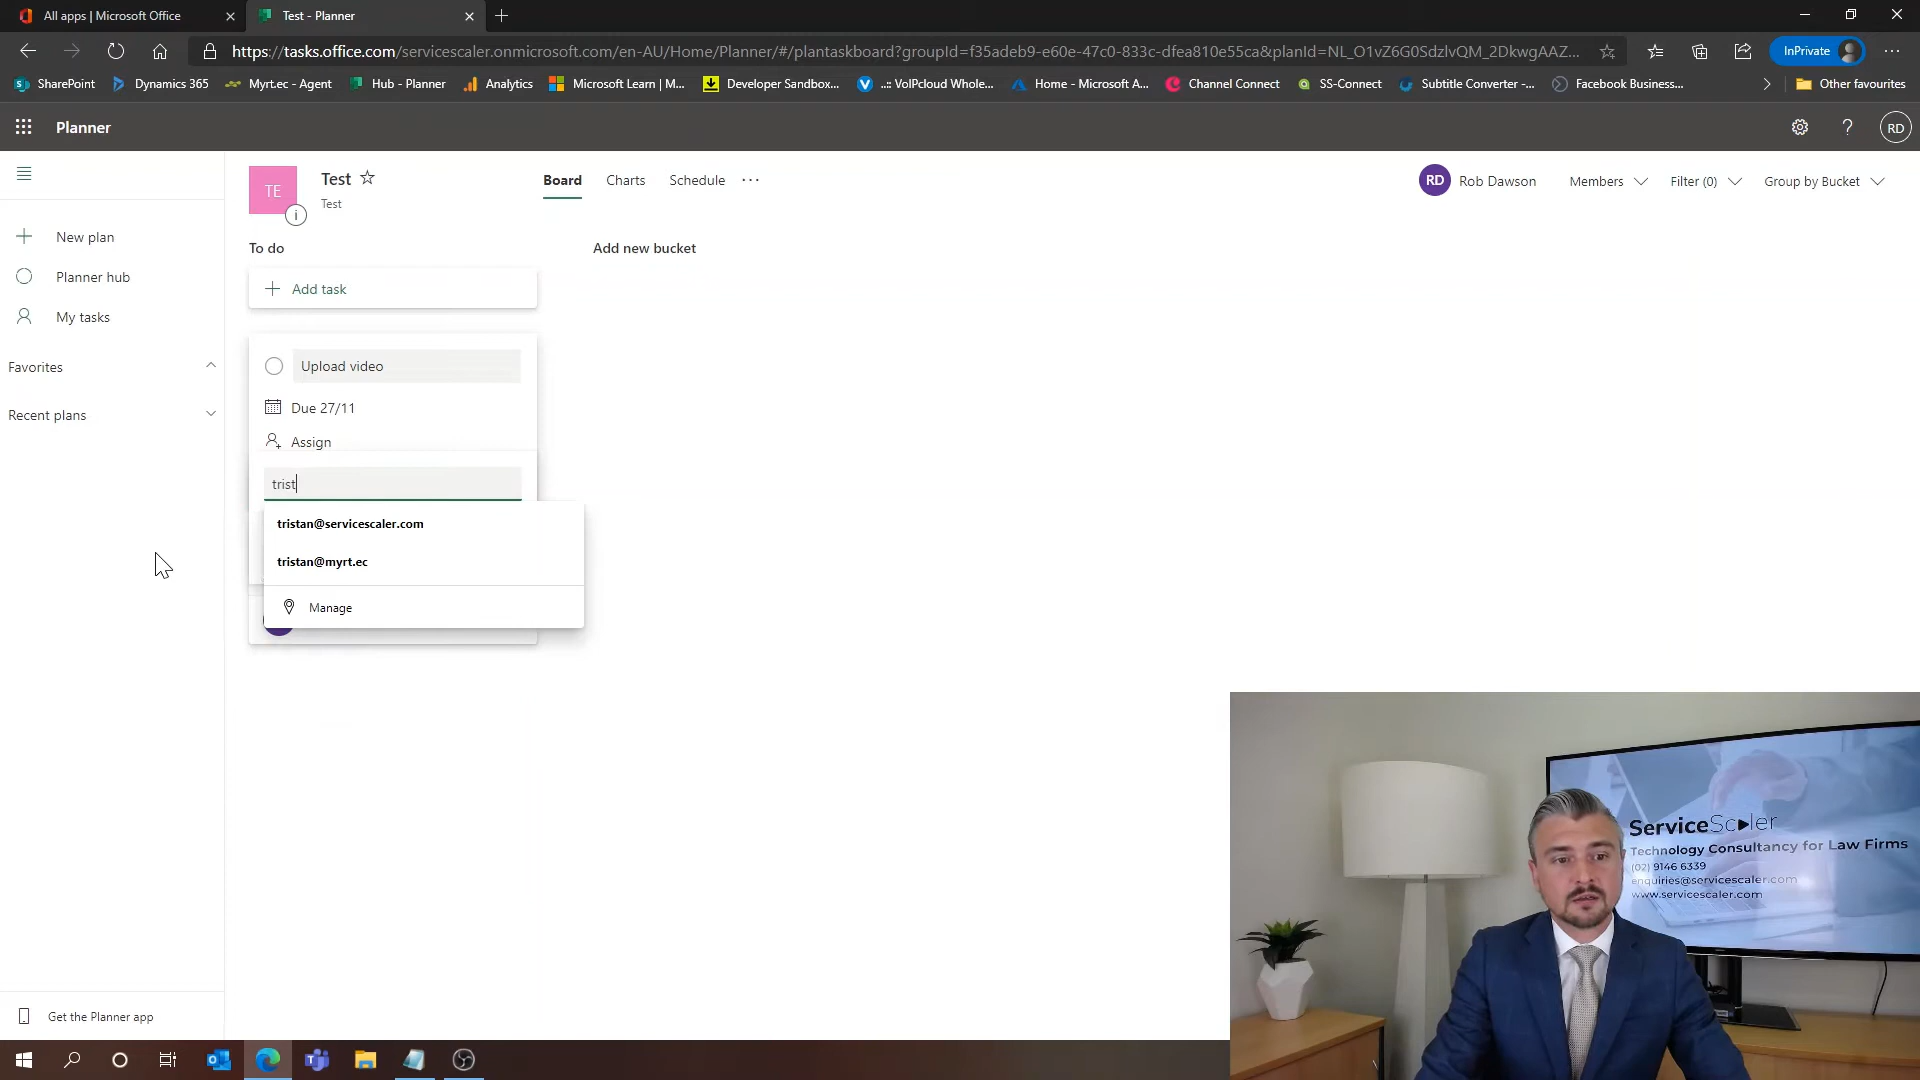 All apps | Microsoft Office
Test - Planner
https://tasks.office.com/servicescaler.onmicrosoft.com/en-AU/Home/Planner/#/plantaskboard?groupId=f35adeb9-e60e-47c0-833c-dfea810e55ca&planId=NL_O1vZ6G0SdzlvQM_2DkwgAAZ...
InPrivate
SharePoint
Dynamics 365
Myrt.ec - Agent
Hub - Planner
Analytics
Microsoft Learn | M...
Developer Sandbox...
..:: VoIPcloud Whole...
Home - Microsoft A...
Channel Connect
SS-Connect
Subtitle Converter -...
Facebook Business...
Other favourites
Planner
RD
TE
Test
Test
Board
Charts
Schedule
RD
Rob Dawson
Members
Filter (0)
Group by Bucket
New plan
Planner hub
My tasks
Favorites
Recent plans
To do
Add new bucket
Add task
Upload video
Due 27/11
Assign
trist
tristan@servicescaler.com
tristan@myrt.ec
Manage
Get the Planner app
ServiceScaler
Technology Consultancy for Law Firms
(02) 9146 6339
enquiries@servicescaler.com
www.servicescaler.com